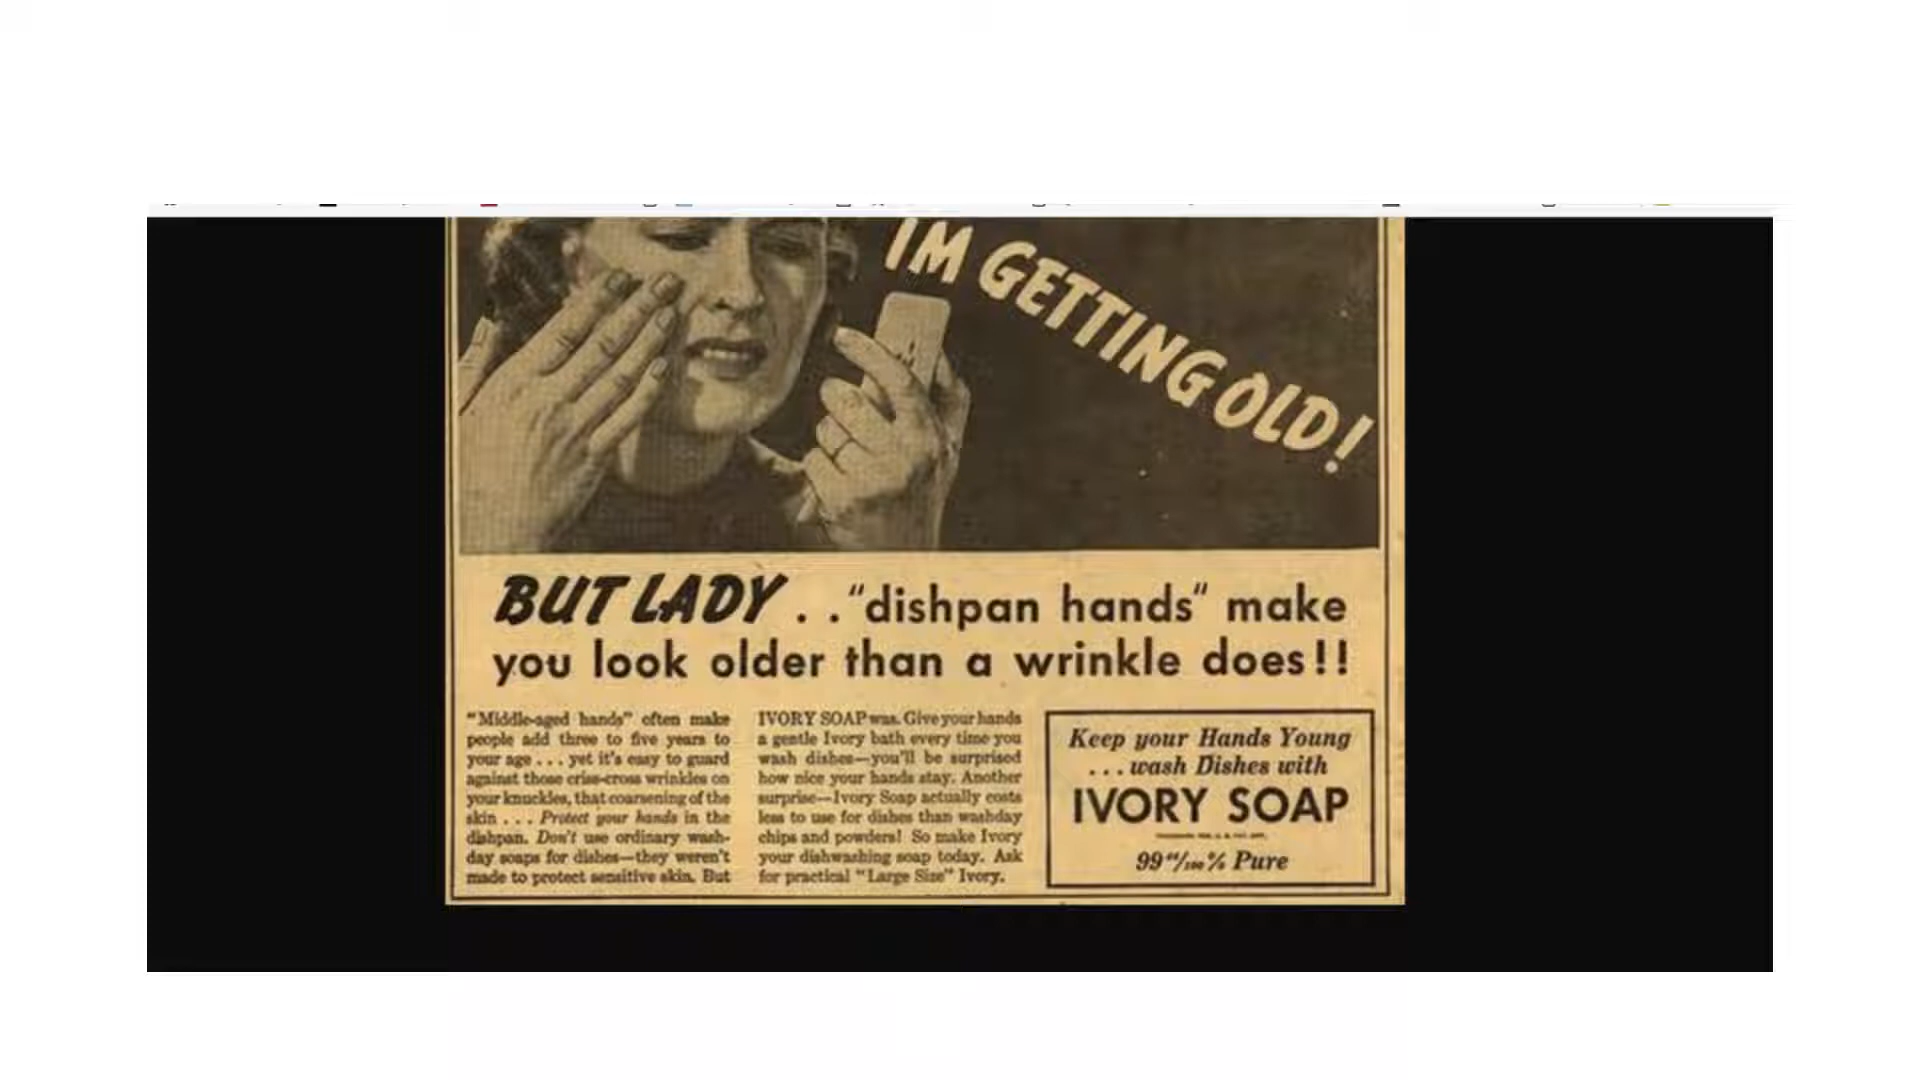 I'M GETTING OLD!
BUT LADY . . "dishpan hands" make
you look older than a wrinkle does!!
"Middle-aged hands" often make
people add three to five years to
your age . . . yet it's easy to guard
against those criss-cross wrinkles on
your knuckles, that coarsening of the
skin . . . Protect your hands in the
dishpan. Don't use ordinary wash-
day soaps for dishes—they weren't
made to protect sensitive skin. But
IVORY SOAP was. Give your hands
a gentle Ivory bath every time you
wash dishes—you'll be surprised
how nice your hands stay. Another
surprise—Ivory Soap actually costs
less to use for dishes than washday
chips and powders! So make Ivory
your dishwashing soap today. Ask
for practical "Large Size" Ivory.
Keep your Hands Young
. . . wash Dishes with
IVORY SOAP
99 44/100 % Pure